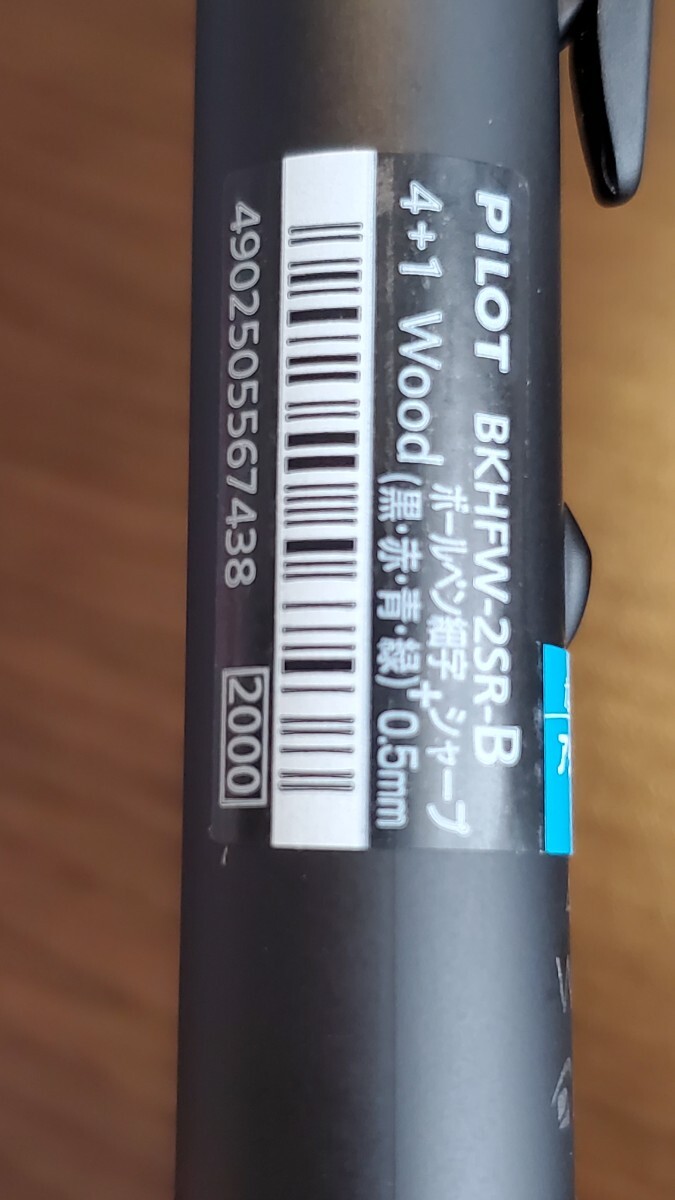 PILOT BKHFW-2SR-B
4+1 Wood ボールペン細字+シャープ
(黒・赤・青・緑) 0.5mm
4902505567438 2000